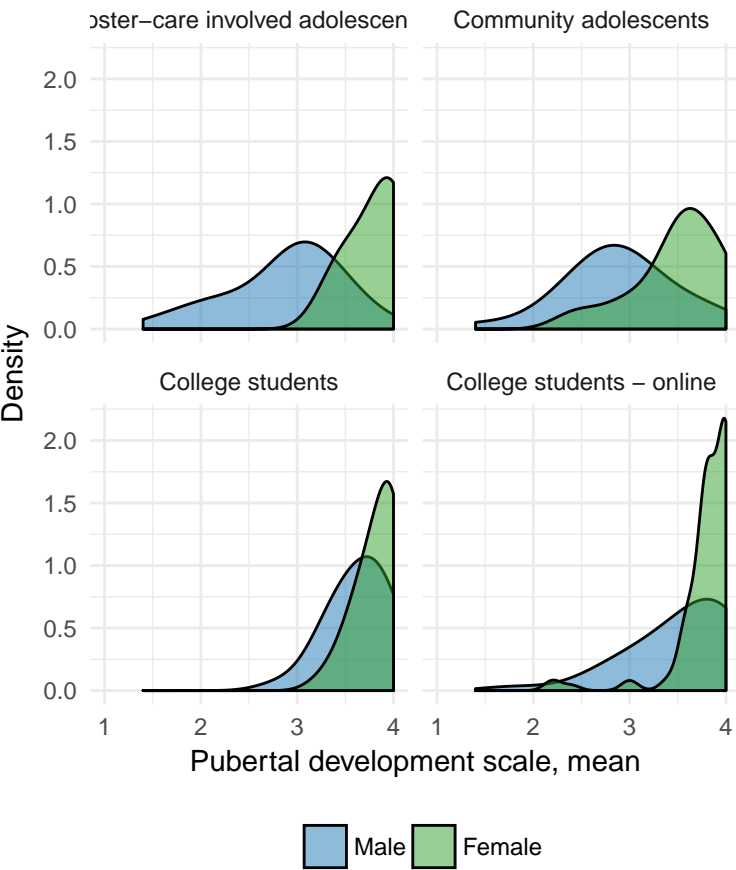 oster−care involved adolescen
Community adolescents
2.0
1.5
1.0
0.5
0.0
College students
College students − online
2.0
1.5
1.0
0.5
0.0
1 2 3 4
1 2 3 4
Density
Pubertal development scale, mean
Male
Female